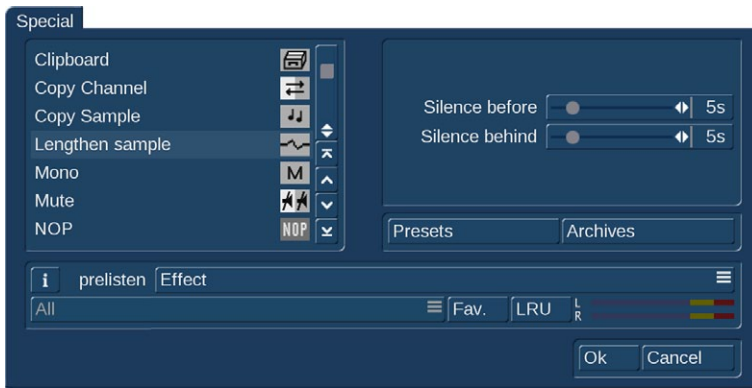 Special
Clipboard
Copy Channel
Copy Sample
Lengthen sample
Mono M
Mute
NOP NOP
Silence before 5s
Silence behind 5s
Presets Archives
i prelisten Effect
All Fav. LRU L
R
Ok Cancel